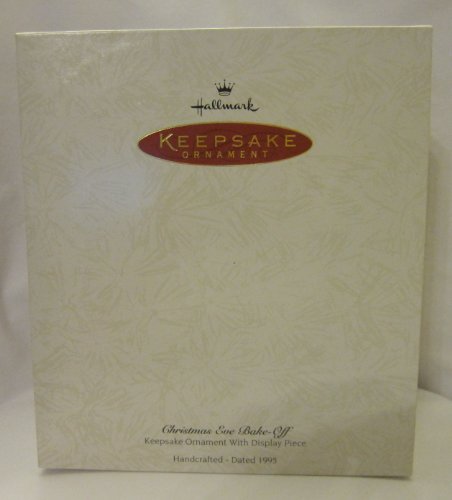 Hallmark
KEEPSAKE
ORNAMENT
Christmas Eve Bake-Off
Keepsake Ornament With Display Piece
Handcrafted - Dated 1995